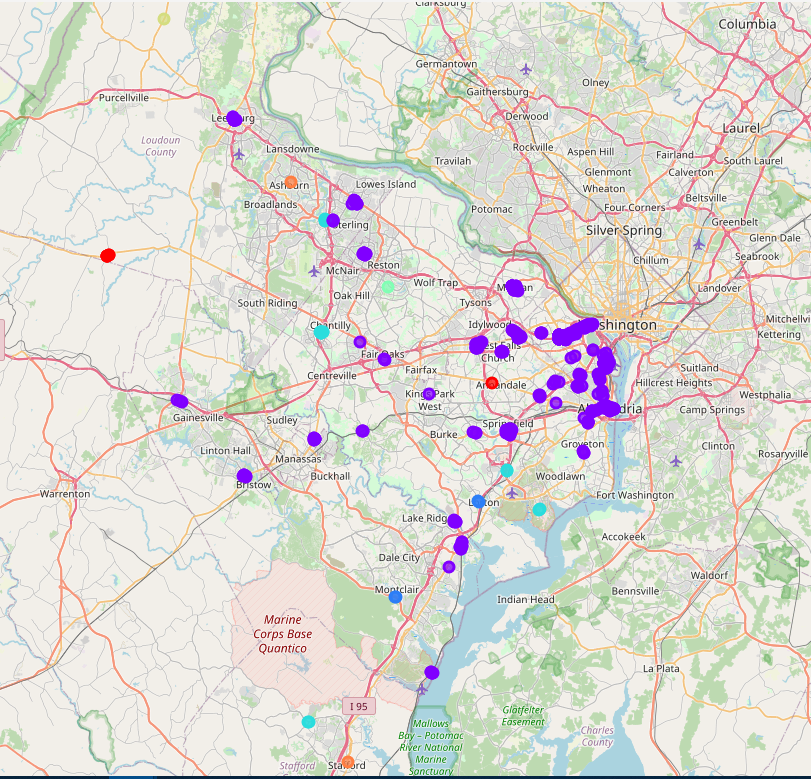 Clarksburg
Columbia
Germantown
Olney
Gaithersburg
Purcellville
Derwood
Laurel
Leesburg
Loudoun
County
Lansdowne
Rockville
Aspen Hill
Fairland
South Laurel
Travilah
Glenmont
Calverton
Ashburn
Lowes Island
Wheaton
Beltsville
Broadlands
Potomac
Four Corners
Greenbelt
Sterling
Silver Spring
Glenn Dale
Seabrook
McNair
Reston
Chillum
Wolf Trap
Landover
Oak Hill
McLean
South Riding
Tysons
Mitchellvi
Chantilly
Idylwood
shington
Kettering
West Falls
Church
Fair Oaks
Centreville
Fairfax
Suitland
Annandale
Hillcrest Heights
Westphalia
Kings Park
West
Camp Springs
Gainesville
Sudley
Burke
Springfield
Alexandria
Clinton
Linton Hall
Manassas
Groveton
Rosaryville
Buckhall
Woodlawn
Bristow
Warrenton
Lorton
Fort Washington
Lake Ridge
Accokeek
Dale City
Waldorf
Montclair
Bennsville
Indian Head
Marine
Corps Base
Quantico
La Plata
I 95
Glatfelter
Easement
Mallows
Bay – Potomac
River National
Marine
Sanctuary
Charles
County
Stafford
Stafford